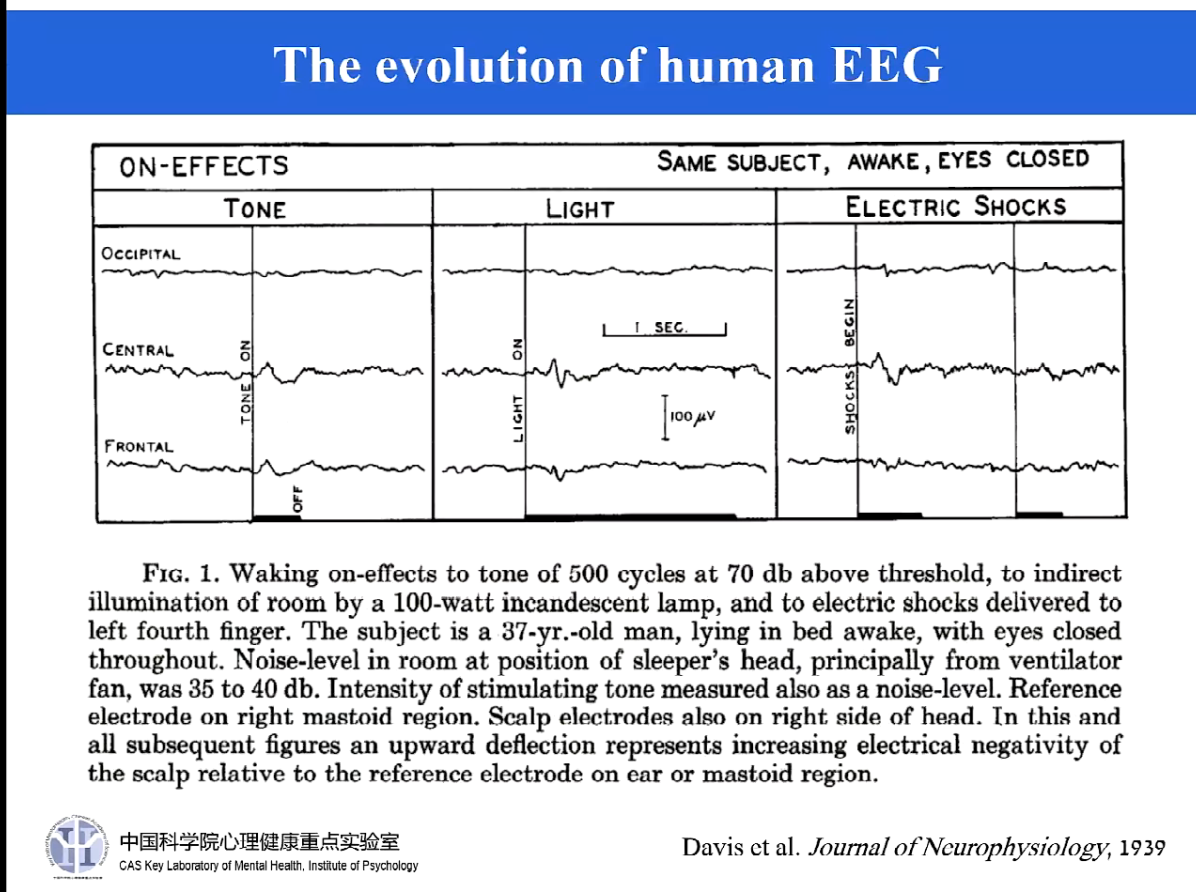 The evolution of human EEG
ON-EFFECTS
SAME SUBJECT, AWAKE, EYES CLOSED
TONE
LIGHT
ELECTRIC SHOCKS
OCCIPITAL
CENTRAL
FRONTAL
TONE ON
OFF
LIGHT ON
1 SEC.
100 μV
SHOCKS BEGIN
FIG. 1. Waking on-effects to tone of 500 cycles at 70 db above threshold, to indirect
illumination of room by a 100-watt incandescent lamp, and to electric shocks delivered to
left fourth finger. The subject is a 37-yr.-old man, lying in bed awake, with eyes closed
throughout. Noise-level in room at position of sleeper's head, principally from ventilator
fan, was 35 to 40 db. Intensity of stimulating tone measured also as a noise-level. Reference
electrode on right mastoid region. Scalp electrodes also on right side of head. In this and
all subsequent figures an upward deflection represents increasing electrical negativity of
the scalp relative to the reference electrode on ear or mastoid region.
中国科学院心理健康重点实验室
CAS Key Laboratory of Mental Health, Institute of Psychology
Davis et al. Journal of Neurophysiology, 1939